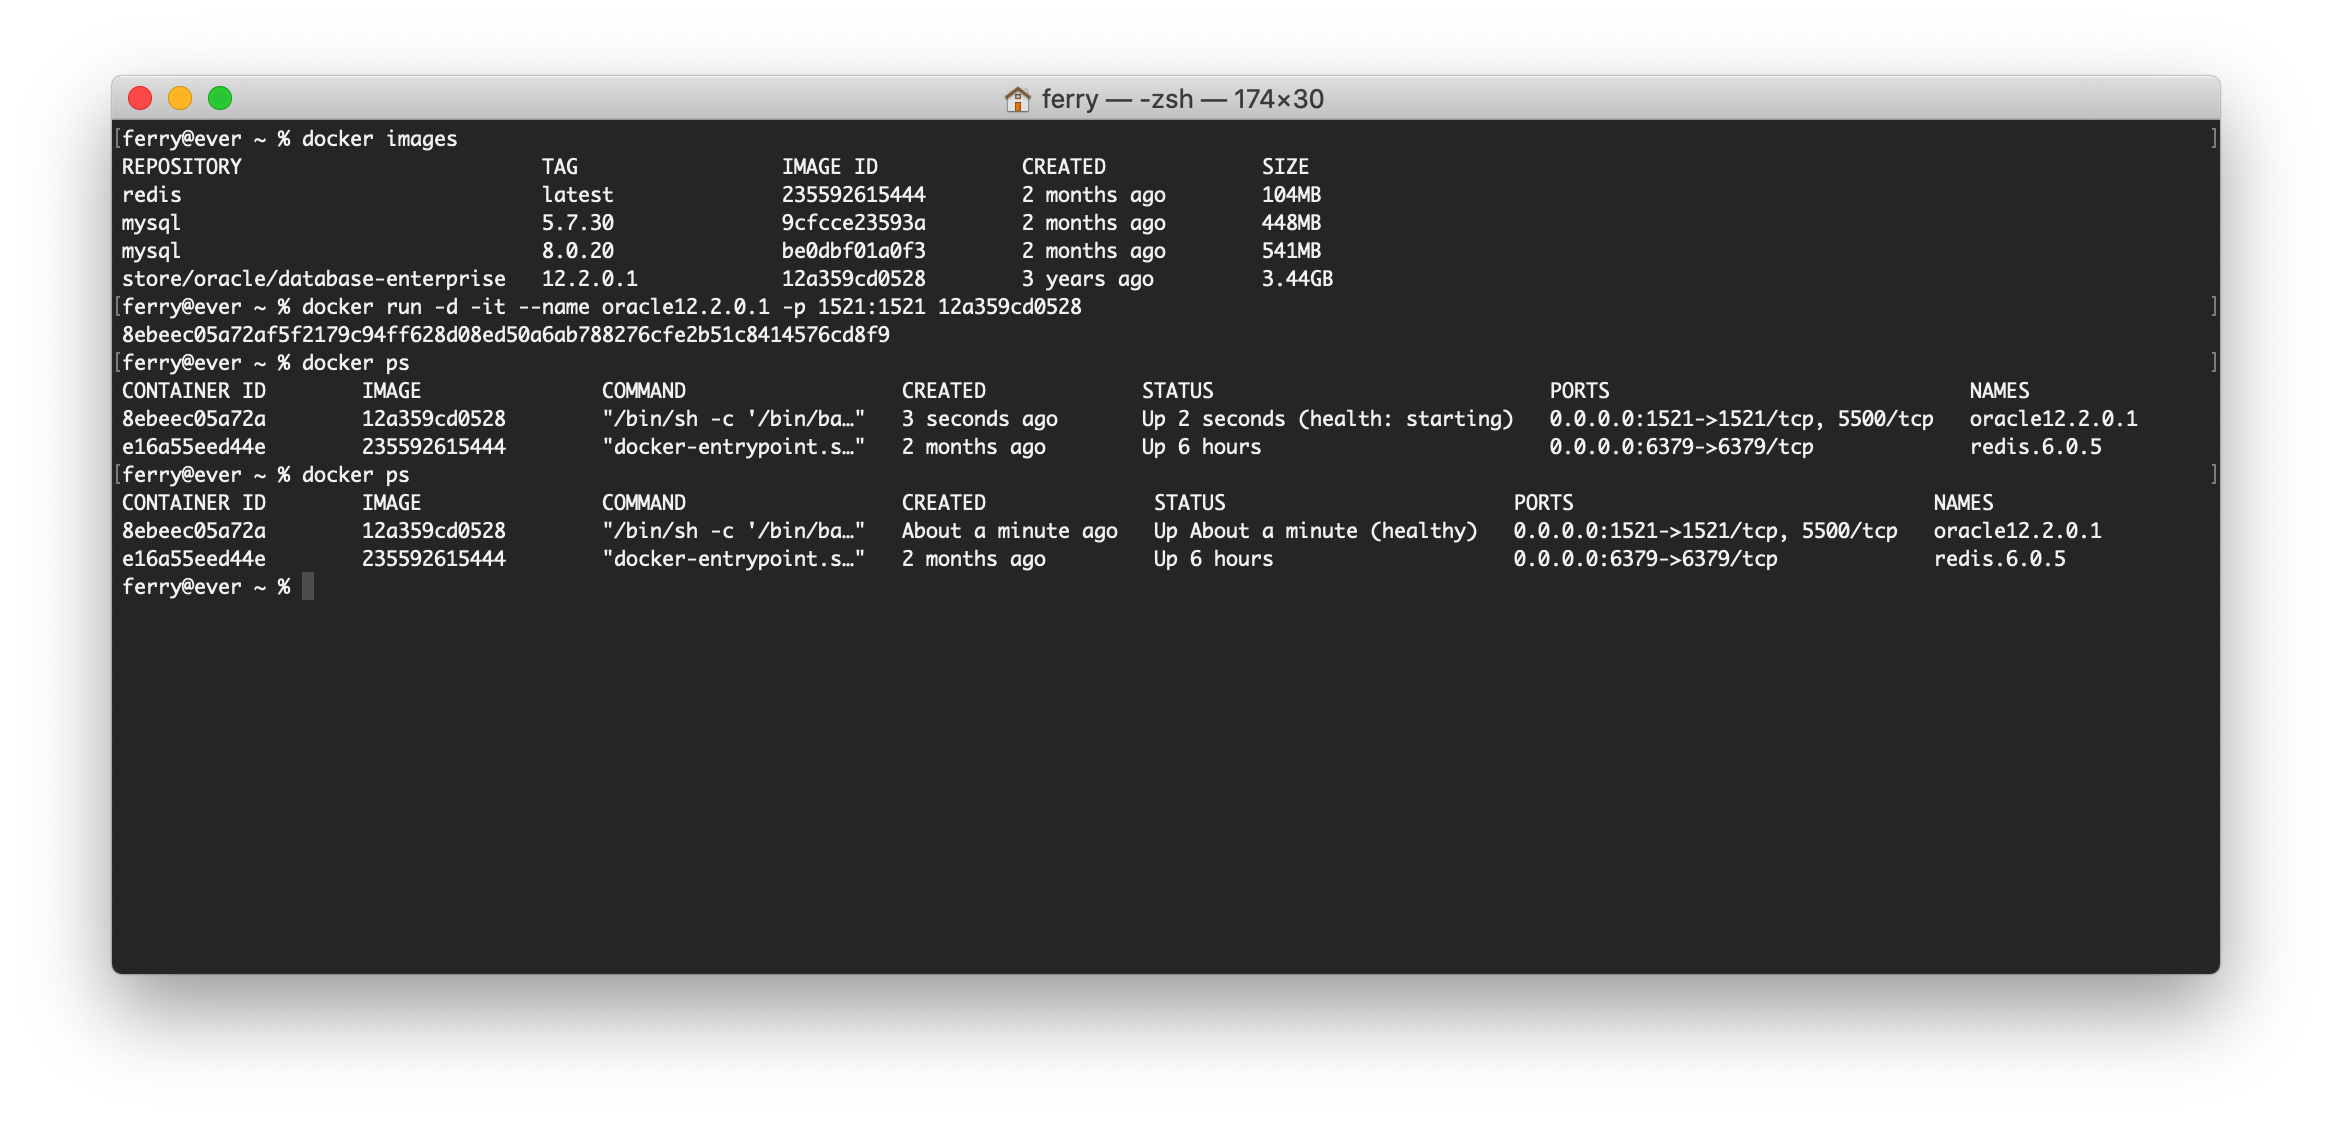 ferry — -zsh — 174×30
[ferry@ever ~ % docker images ]
REPOSITORY TAG IMAGE ID CREATED SIZE
redis latest 235592615444 2 months ago 104MB
mysql 5.7.30 9cfcce23593a 2 months ago 448MB
mysql 8.0.20 be0dbf01a0f3 2 months ago 541MB
store/oracle/database-enterprise 12.2.0.1 12a359cd0528 3 years ago 3.44GB
[ferry@ever ~ % docker run -d -it --name oracle12.2.0.1 -p 1521:1521 12a359cd0528 ]
8ebeec05a72af5f2179c94ff628d08ed50a6ab788276cfe2b51c8414576cd8f9
[ferry@ever ~ % docker ps ]
CONTAINER ID IMAGE COMMAND CREATED STATUS PORTS NAMES
8ebeec05a72a 12a359cd0528 "/bin/sh -c '/bin/ba…" 3 seconds ago Up 2 seconds (health: starting) 0.0.0.0:1521->1521/tcp, 5500/tcp oracle12.2.0.1
e16a55eed44e 235592615444 "docker-entrypoint.s…" 2 months ago Up 6 hours 0.0.0.0:6379->6379/tcp redis.6.0.5
[ferry@ever ~ % docker ps ]
CONTAINER ID IMAGE COMMAND CREATED STATUS PORTS NAMES
8ebeec05a72a 12a359cd0528 "/bin/sh -c '/bin/ba…" About a minute ago Up About a minute (healthy) 0.0.0.0:1521->1521/tcp, 5500/tcp oracle12.2.0.1
e16a55eed44e 235592615444 "docker-entrypoint.s…" 2 months ago Up 6 hours 0.0.0.0:6379->6379/tcp redis.6.0.5
ferry@ever ~ %